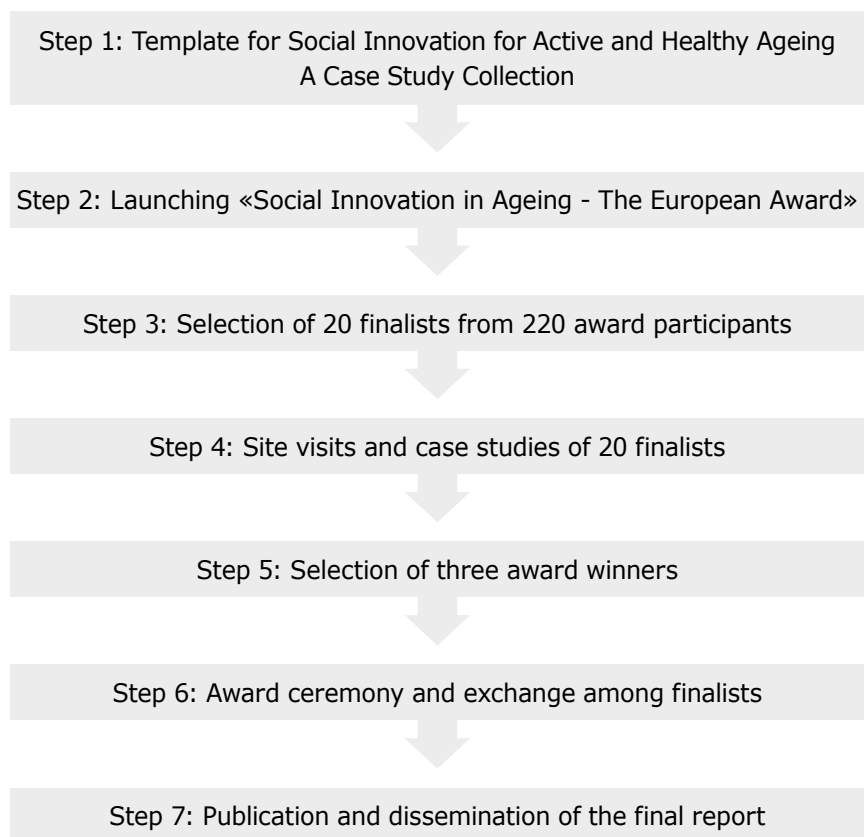 Step 1: Template for Social Innovation for Active and Healthy Ageing
A Case Study Collection
Step 2: Launching «Social Innovation in Ageing - The European Award»
Step 3: Selection of 20 finalists from 220 award participants
Step 4: Site visits and case studies of 20 finalists
Step 5: Selection of three award winners
Step 6: Award ceremony and exchange among finalists
Step 7: Publication and dissemination of the final report